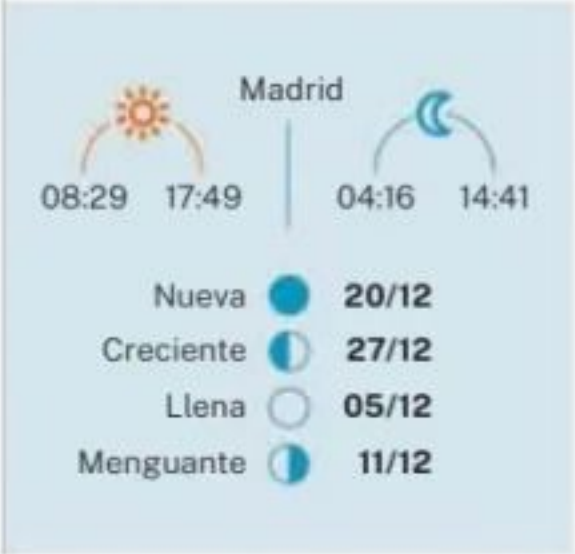 Madrid
08:29 17:49 04:16 14:41
Nueva 20/12
Creciente 27/12
Llena 05/12
Menguante 11/12